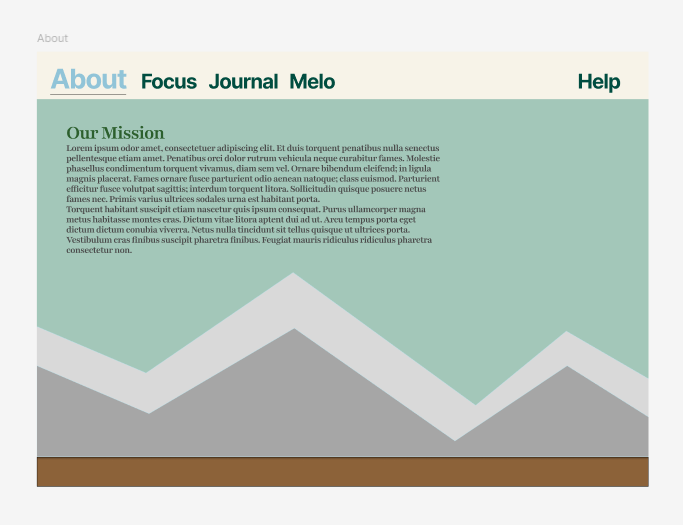 About
About Focus Journal Melo Help
Our Mission
Lorem ipsum odor amet, consectetuer adipiscing elit. Et duis torquent penatibus nulla senectus
pellentesque etiam amet. Penatibus orci dolor rutrum vehicula neque curabitur fames. Molestie
phasellus condimentum torquent vivamus, diam sem vel. Ornare bibendum eleifend; in ligula
magnis placerat. Fames ornare fusce parturient odio aenean natoque; class euismod. Parturient
efficitur fusce volutpat sagittis; interdum torquent litora. Sollicitudin quisque posuere netus
fames nec. Primis varius ultrices sodales urna est habitant porta.
Torquent habitant suscipit etiam nascetur quis ipsum consequat. Purus ullamcorper magna
metus habitasse montes cras. Dictum vitae litora aptent dui ad ut. Arcu tempus porta eget
dictum dictum conubia viverra. Netus nulla tincidunt sit tellus quisque ut ultrices porta.
Vestibulum cras finibus suscipit pharetra finibus. Feugiat mauris ridiculus ridiculus pharetra
consectetur non.